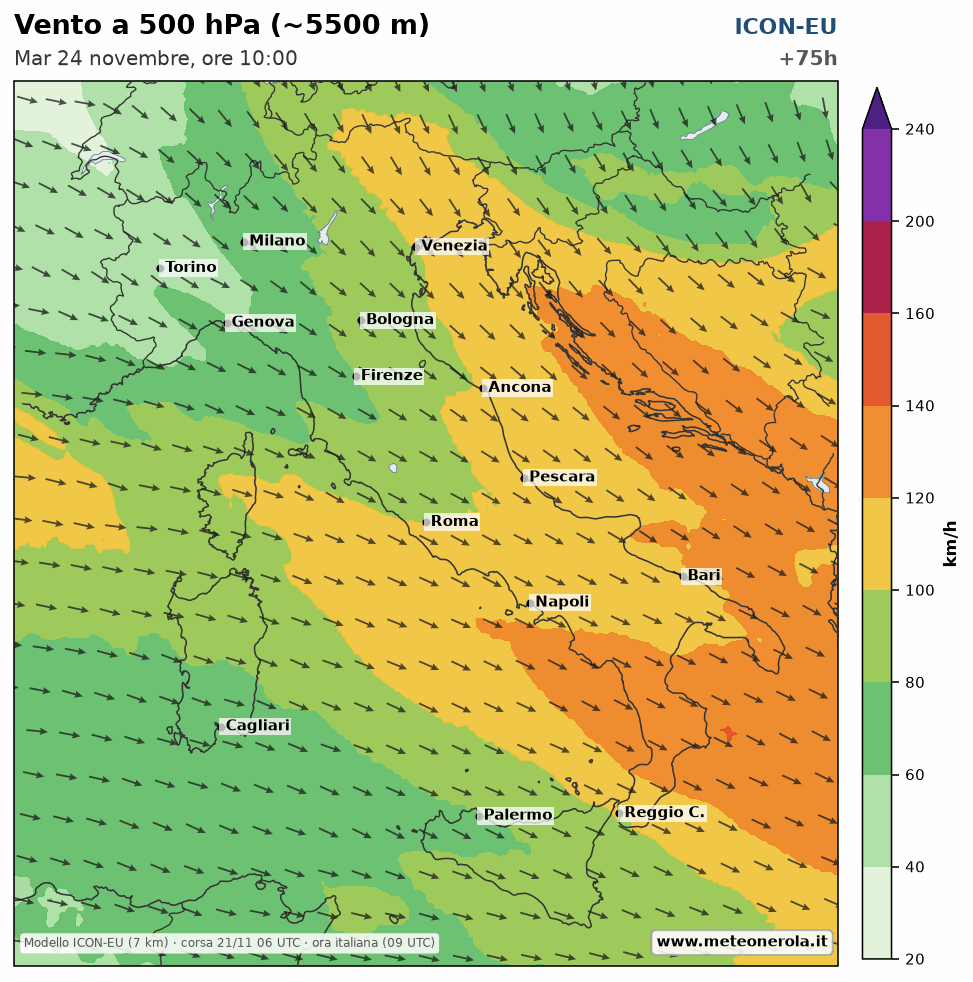 Vento a 500 hPa (~5500 m)
ICON-EU
Mar 24 novembre, ore 10:00
+75h
Milano
Venezia
Torino
Genova
Bologna
Firenze
Ancona
Pescara
Roma
Bari
Napoli
Cagliari
Palermo
Reggio C.
240
200
160
140
120
100
80
60
40
20
km/h
Modello ICON-EU (7 km) · corsa 21/11 06 UTC · ora italiana (09 UTC)
www.meteonerola.it